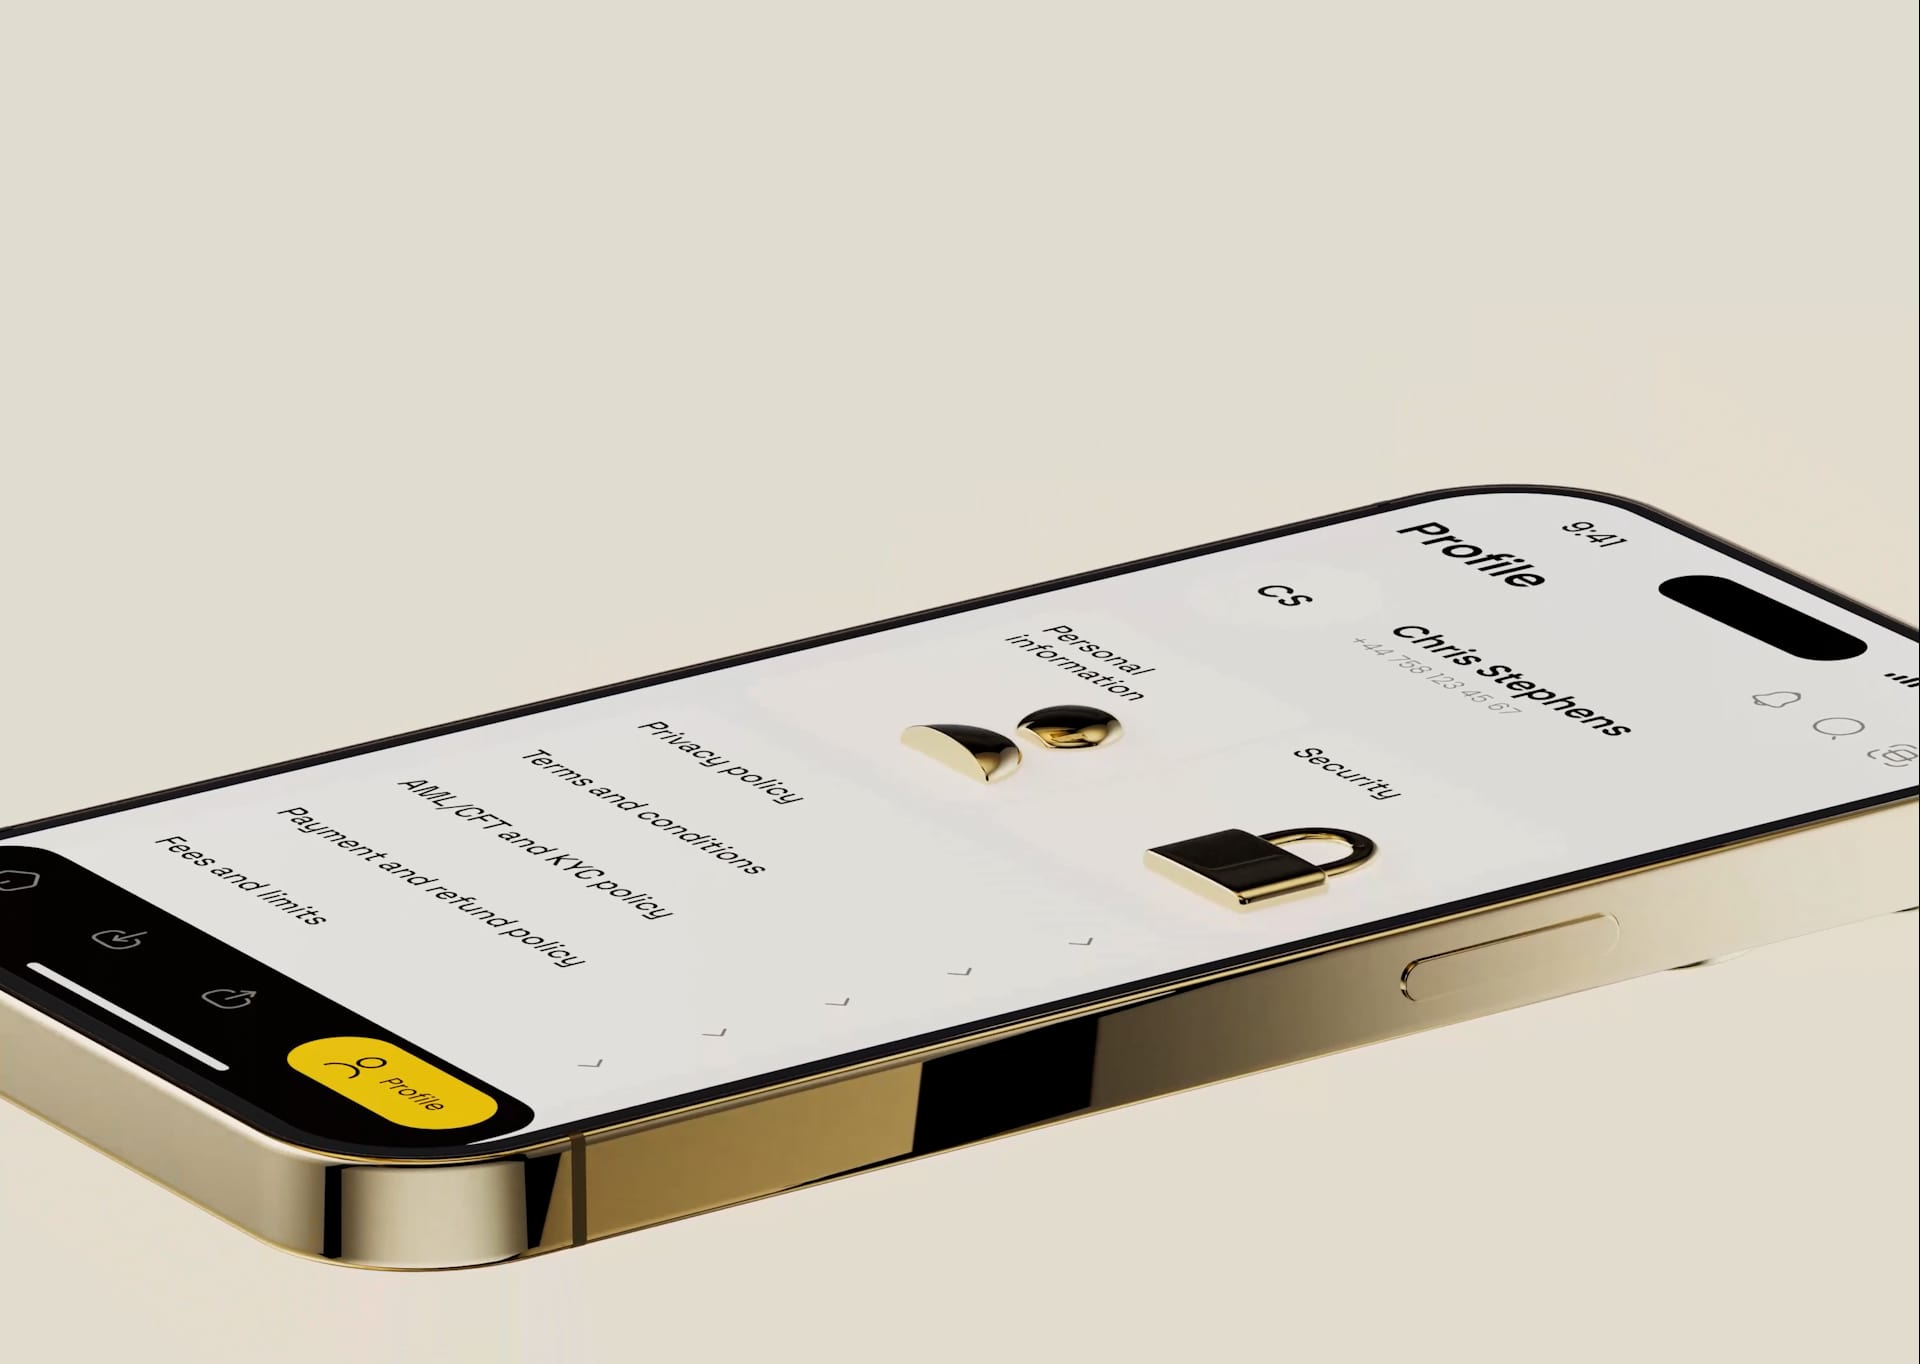 9:41
Profile
CS
Chris Stephens
+44 758 123 45 67
Personal
information
Security
Privacy policy
Terms and conditions
AML/CFT and KYC policy
Payment and refund policy
Fees and limits
Profile